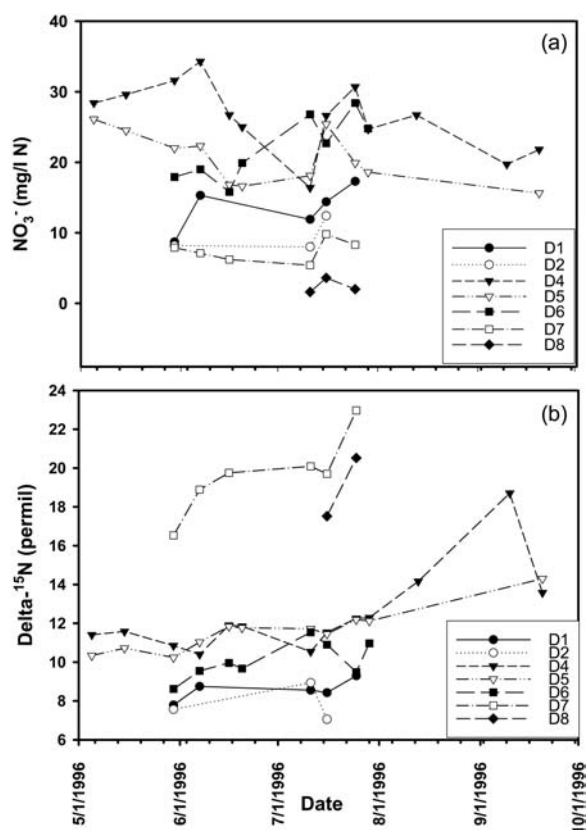 40
(a)
30
20
10
0
NO3- (mg/l N)
D1
D2
D4
D5
D6
D7
D8
24
(b)
22
20
18
16
14
12
10
8
6
Delta-15N (permil)
D1
D2
D4
D5
D6
D7
D8
5/1/1996
6/1/1996
7/1/1996
8/1/1996
9/1/1996
10/1/1996
Date